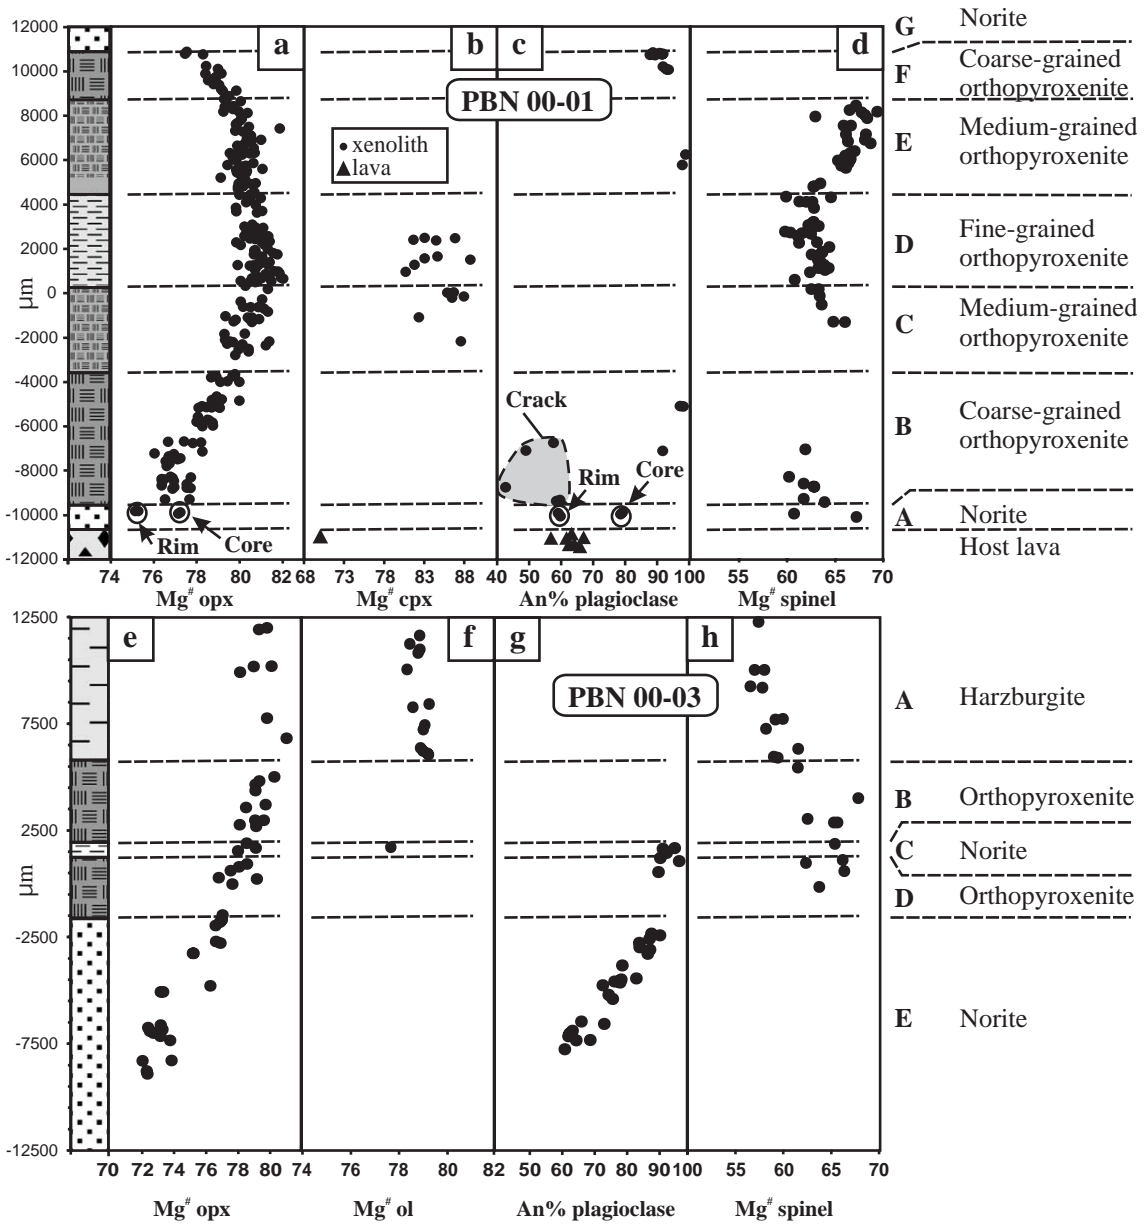 12000
10000
8000
6000
4000
2000
0
-2000
-4000
-6000
-8000
-10000
-12000
µm
a
b
c
d
PBN 00-01
xenolith
lava
Crack
Rim
Core
Rim
Core
74 76 78 80 82
68 73 78 83 88
40 50 60 70 80 90 100
55 60 65 70
Mg# opx
Mg# cpx
An% plagioclase
Mg# spinel
G Norite
F Coarse-grained
orthopyroxenite
E Medium-grained
orthopyroxenite
D Fine-grained
orthopyroxenite
C Medium-grained
orthopyroxenite
B Coarse-grained
orthopyroxenite
A Norite
Host lava
12500
7500
2500
-2500
-7500
-12500
µm
e
f
g
h
PBN 00-03
70 72 74 76 78 80
74 76 78 80 82
50 60 70 80 90 100
55 60 65 70
Mg# opx
Mg# ol
An% plagioclase
Mg# spinel
A Harzburgite
B Orthopyroxenite
C Norite
D Orthopyroxenite
E Norite